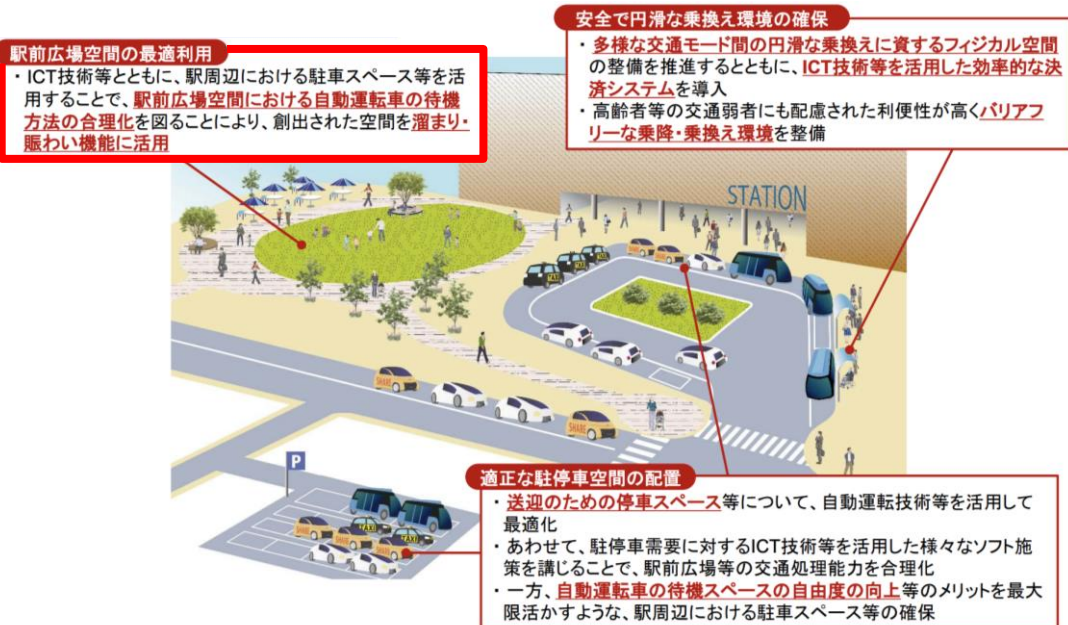 駅前広場空間の最適利用
・ICT技術等とともに、駅周辺における駐車スペース等を活
用することで、駅前広場空間における自動運転車の待機
方法の合理化を図ることにより、創出された空間を溜まり・
賑わい機能に活用
安全で円滑な乗換え環境の確保
・多様な交通モード間の円滑な乗換えに資するフィジカル空間
の整備を推進するとともに、ICT技術等を活用した効率的な決
済システムを導入
・高齢者等の交通弱者にも配慮された利便性が高くバリアフ
リーな乗降・乗換え環境を整備
STATION
TAXI
TAXI
TAXI
SHARE
SHARE
SHARE
SHARE
P
TAXI
TAXI
SHARE
SHARE
SHARE
SHARE
適正な駐停車空間の配置
・送迎のための停車スペース等について、自動運転技術等を活用して
最適化
・あわせて、駐停車需要に対するICT技術等を活用した様々なソフト施
策を講じることで、駅前広場等の交通処理能力を合理化
・一方、自動運転車の待機スペースの自由度の向上等のメリットを最大
限活かすような、駅周辺における駐車スペース等の確保